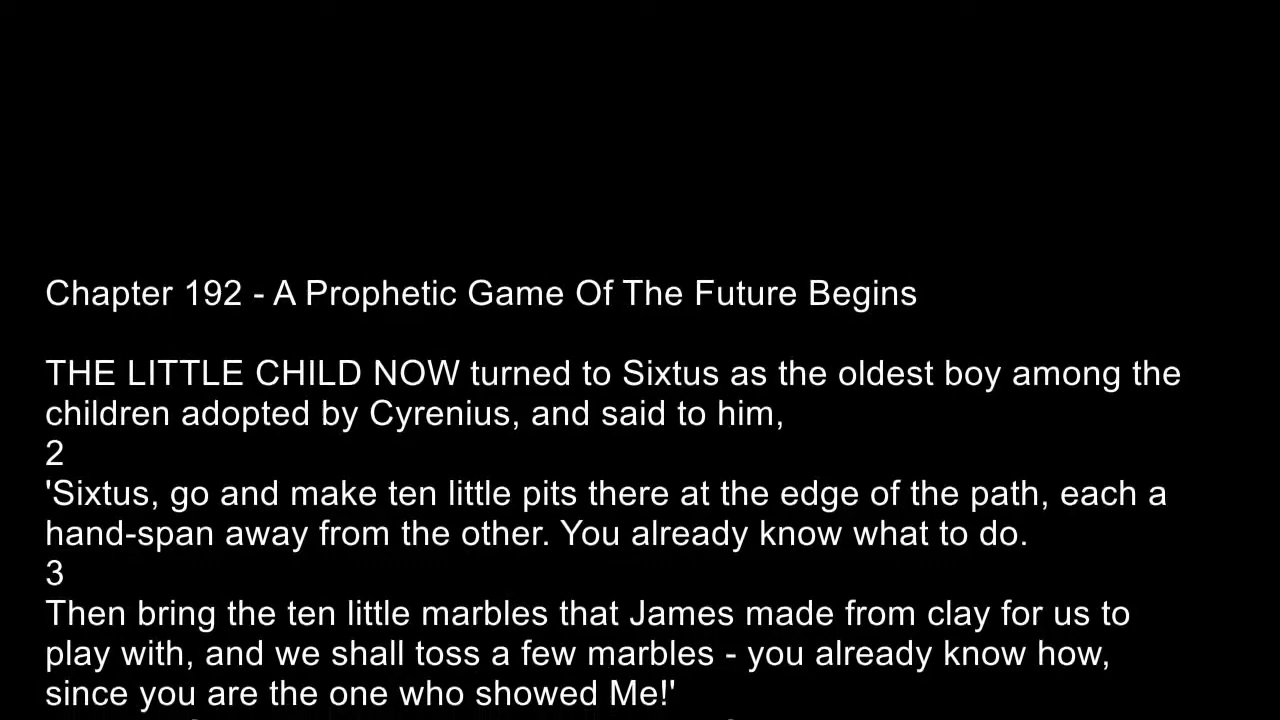 Chapter 192 - A Prophetic Game Of The Future Begins
THE LITTLE CHILD NOW turned to Sixtus as the oldest boy among the
children adopted by Cyrenius, and said to him,
2
'Sixtus, go and make ten little pits there at the edge of the path, each a
hand-span away from the other. You already know what to do.
3
Then bring the ten little marbles that James made from clay for us to
play with, and we shall toss a few marbles - you already know how,
since you are the one who showed Me!'